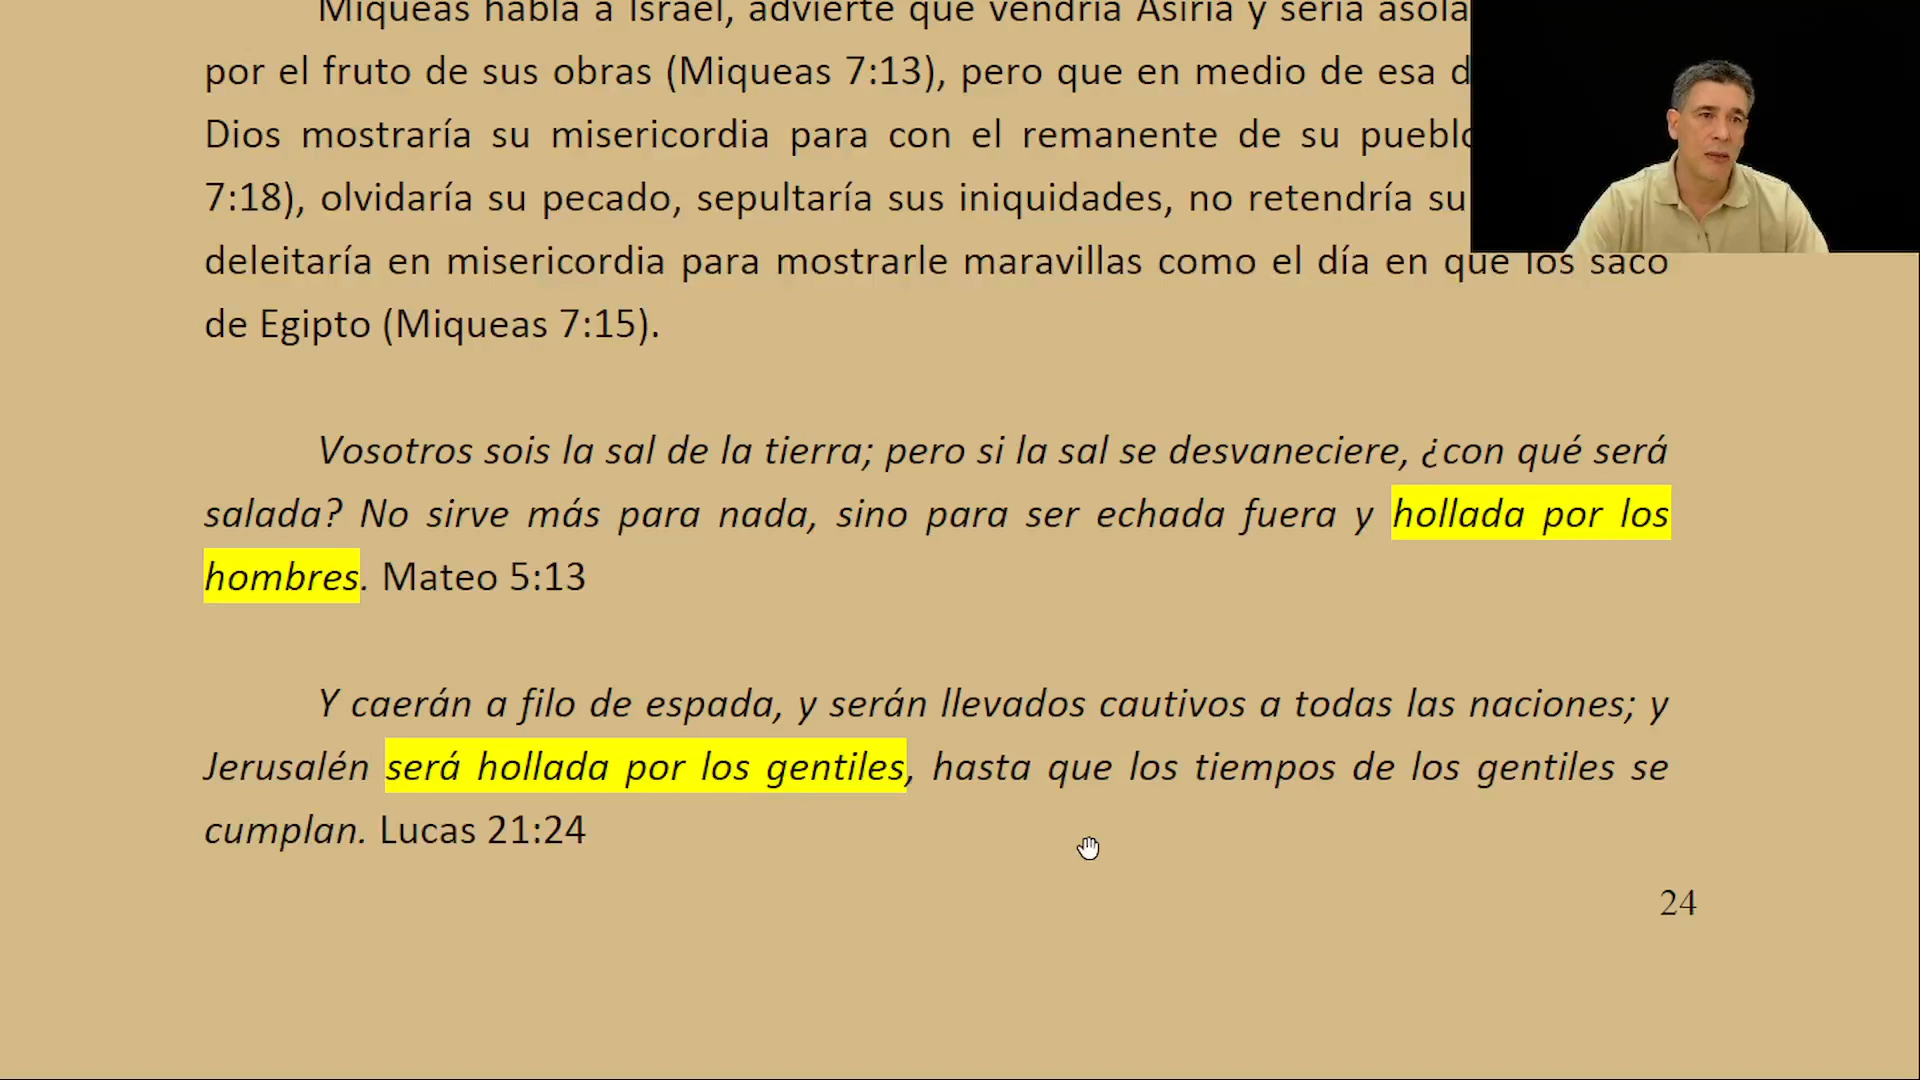 Miqueas habla a Israel, advierte que vendría Asiria y sería asola
por el fruto de sus obras (Miqueas 7:13), pero que en medio de esa d
Dios mostraría su misericordia para con el remanente de su pueblo
7:18), olvidaría su pecado, sepultaría sus iniquidades, no retendría su
deleitaría en misericordia para mostrarle maravillas como el día en que los sacó
de Egipto (Miqueas 7:15).
Vosotros sois la sal de la tierra; pero si la sal se desvaneciere, ¿con qué será
salada? No sirve más para nada, sino para ser echada fuera y hollada por los
hombres. Mateo 5:13
Y caerán a filo de espada, y serán llevados cautivos a todas las naciones; y
Jerusalén será hollada por los gentiles, hasta que los tiempos de los gentiles se
cumplan. Lucas 21:24
24